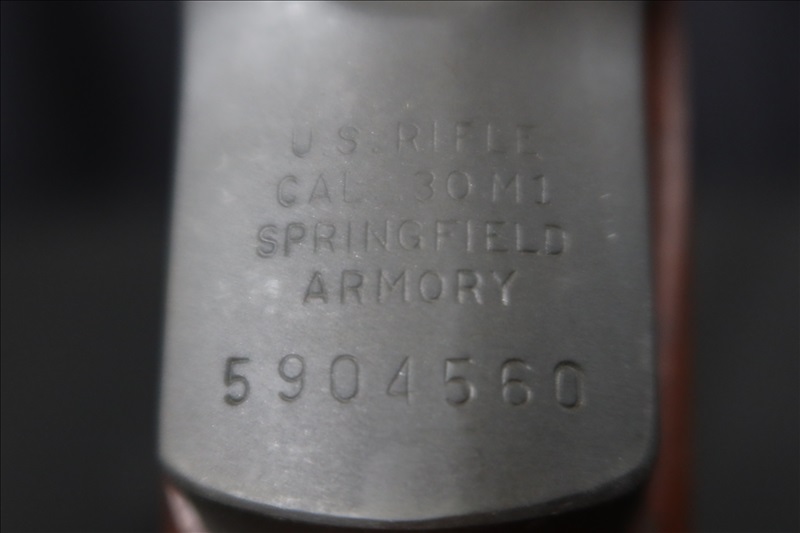 U.S. RIFLE
CAL .30 M1
SPRINGFIELD
ARMORY
5904560